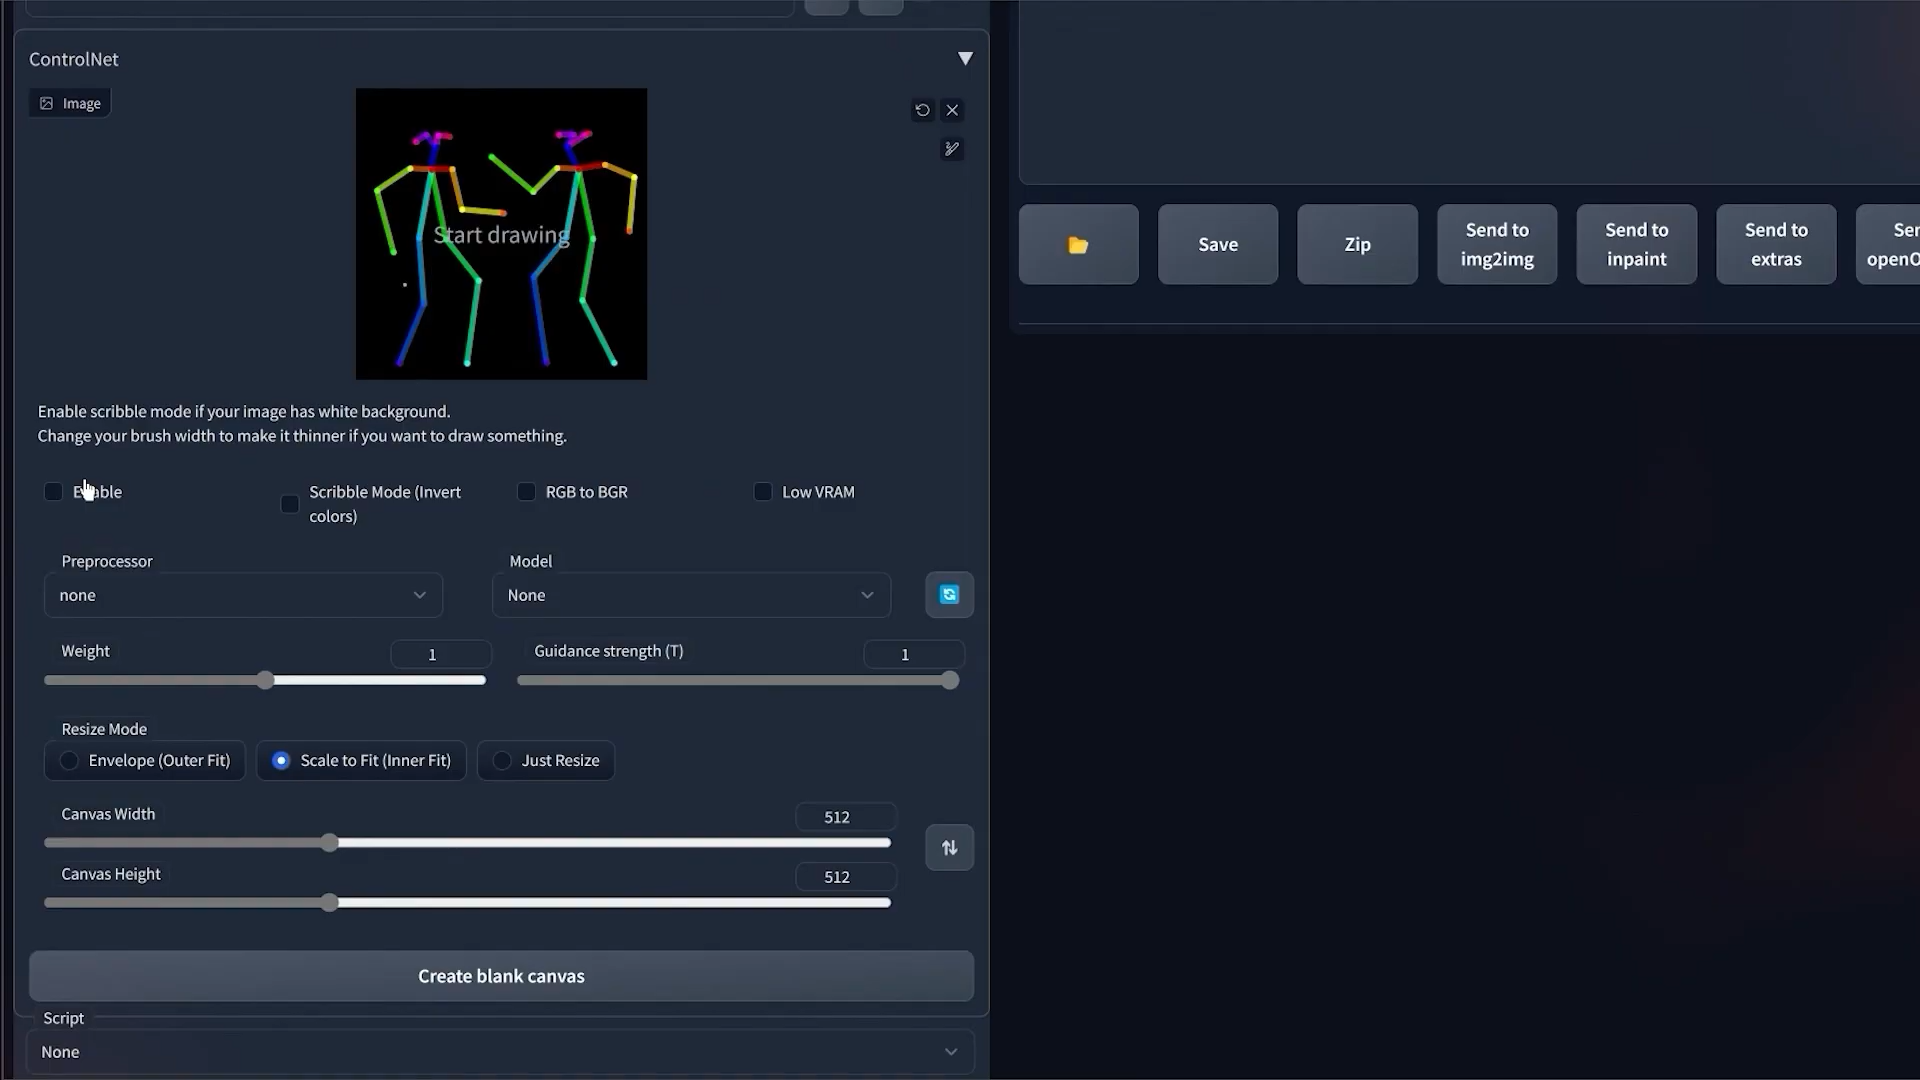 ControlNet
Image
Start drawing
Enable scribble mode if your image has white background.
Change your brush width to make it thinner if you want to draw something.
Enable
Scribble Mode (Invert
colors)
RGB to BGR
Low VRAM
Preprocessor
none
Model
None
Weight
1
Guidance strength (T)
1
Resize Mode
Envelope (Outer Fit)
Scale to Fit (Inner Fit)
Just Resize
Canvas Width
512
Canvas Height
512
Create blank canvas
Script
None
Save
Zip
Send to
img2img
Send to
inpaint
Send to
extras